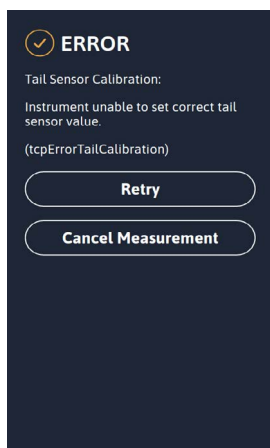 ERROR
Tail Sensor Calibration:
Instrument unable to set correct tail
sensor value.
(tcpErrorTailCalibration)
Retry
Cancel Measurement